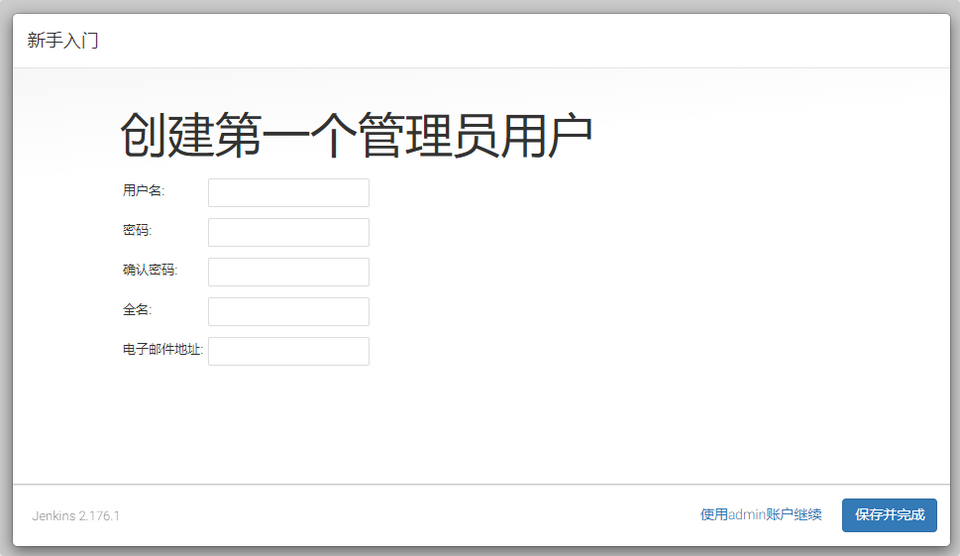 新手入门
创建第一个管理员用户
用户名:
密码:
确认密码:
全名:
电子邮件地址:
Jenkins 2.176.1
使用admin账户继续
保存并完成